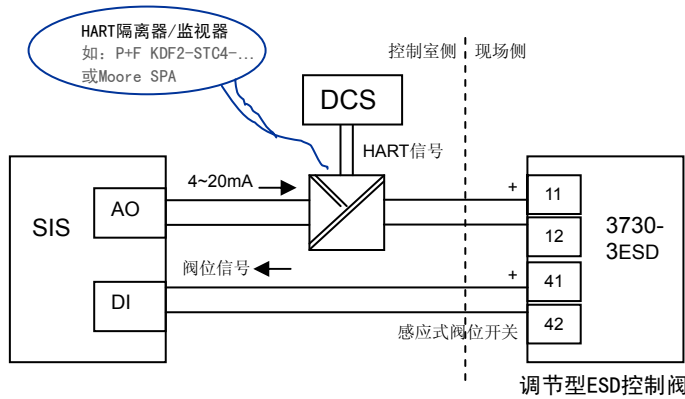 HART隔离器/监视器
如: P+F KDF2-STC4-...
或Moore SPA
控制室侧
现场侧
DCS
HART信号
4~20mA
SIS
AO
+
11
12
3730-
3ESD
阀位信号
+
41
DI
42
感应式阀位开关
调节型ESD控制阀